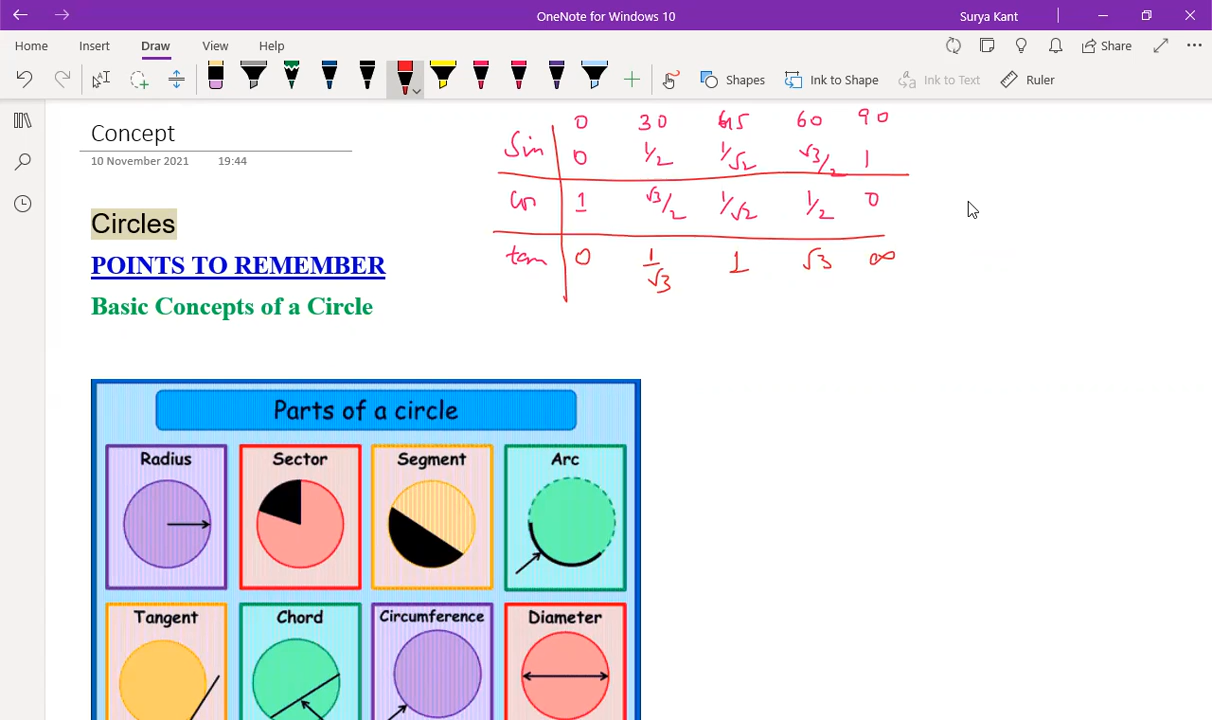 OneNote for Windows 10
Surya Kant
Home Insert Draw View Help
Share
Shapes
Ink to Shape
Ink to Text
Ruler
Concept
10 November 2021 19:44
0 30 45 60 90
Sin 0 1/2 1/√2 √3/2 1
Cos 1 √3/2 1/√2 1/2 0
tan 0 1/√3 1 √3 ∞
Circles
POINTS TO REMEMBER
Basic Concepts of a Circle
Parts of a circle
Radius Sector Segment Arc
Tangent Chord Circumference Diameter